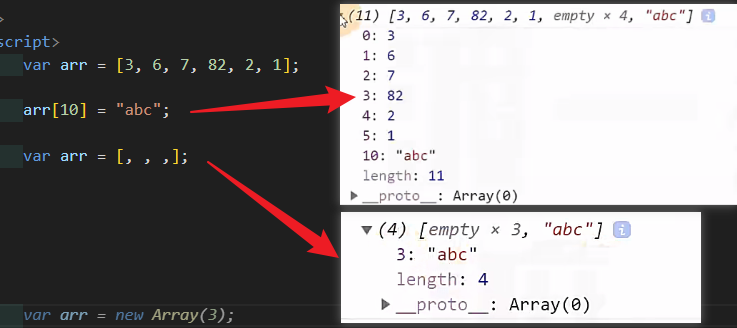 >
script>
var arr = [3, 6, 7, 82, 2, 1];
arr[10] = "abc";
var arr = [, , ,];
var arr = new Array(3);
(11) [3, 6, 7, 82, 2, 1, empty × 4, "abc"] i
0: 3
1: 6
2: 7
3: 82
4: 2
5: 1
10: "abc"
length: 11
▶ __proto__: Array(0)
▼ (4) [empty × 3, "abc"] i
3: "abc"
length: 4
▶ __proto__: Array(0)